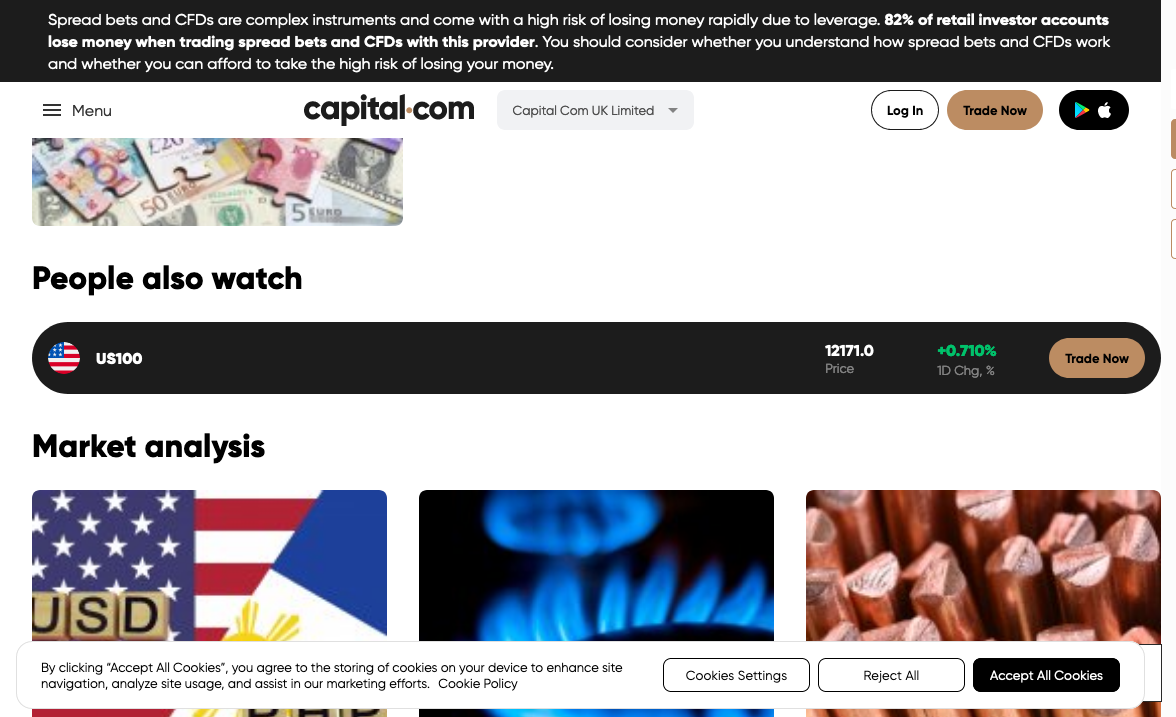 Spread bets and CFDs are complex instruments and come with a high risk of losing money rapidly due to leverage. 82% of retail investor accounts
lose money when trading spread bets and CFDs with this provider. You should consider whether you understand how spread bets and CFDs work
and whether you can afford to take the high risk of losing your money.
Menu
capital.com
Capital Com UK Limited
Log In
Trade Now
£20
50 EURO
5 EURO
People also watch
US100
12171.0
Price
+0.710%
1D Chg, %
Trade Now
Market analysis
USD
By clicking “Accept All Cookies”, you agree to the storing of cookies on your device to enhance site
navigation, analyze site usage, and assist in our marketing efforts. Cookie Policy
Cookies Settings
Reject All
Accept All Cookies
PHP